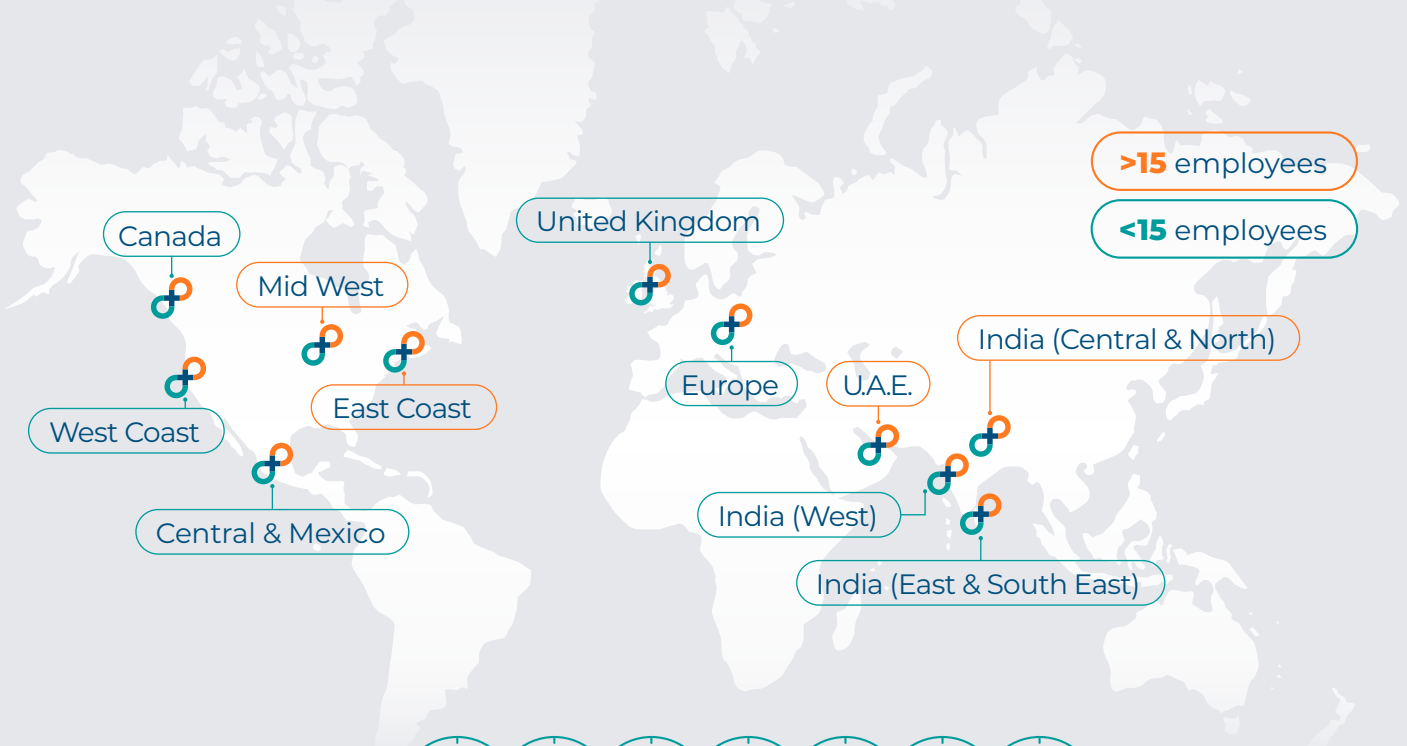 >15 employees
United Kingdom
<15 employees
Canada
Mid West
India (Central & North)
Europe
U.A.E.
East Coast
West Coast
India (West)
Central & Mexico
India (East & South East)